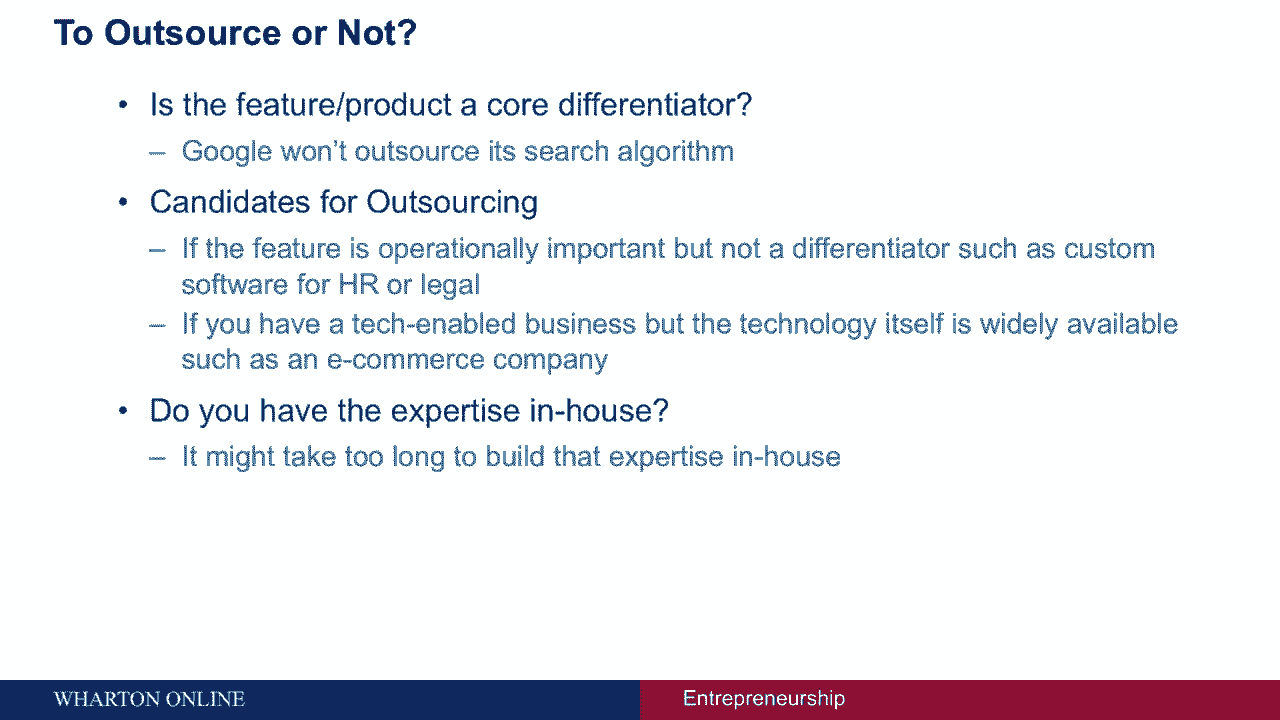 To Outsource or Not?
• Is the feature/product a core differentiator?
– Google won't outsource its search algorithm
• Candidates for Outsourcing
– If the feature is operationally important but not a differentiator such as custom
software for HR or legal
– If you have a tech-enabled business but the technology itself is widely available
such as an e-commerce company
• Do you have the expertise in-house?
– It might take too long to build that expertise in-house
WHARTON ONLINE
Entrepreneurship